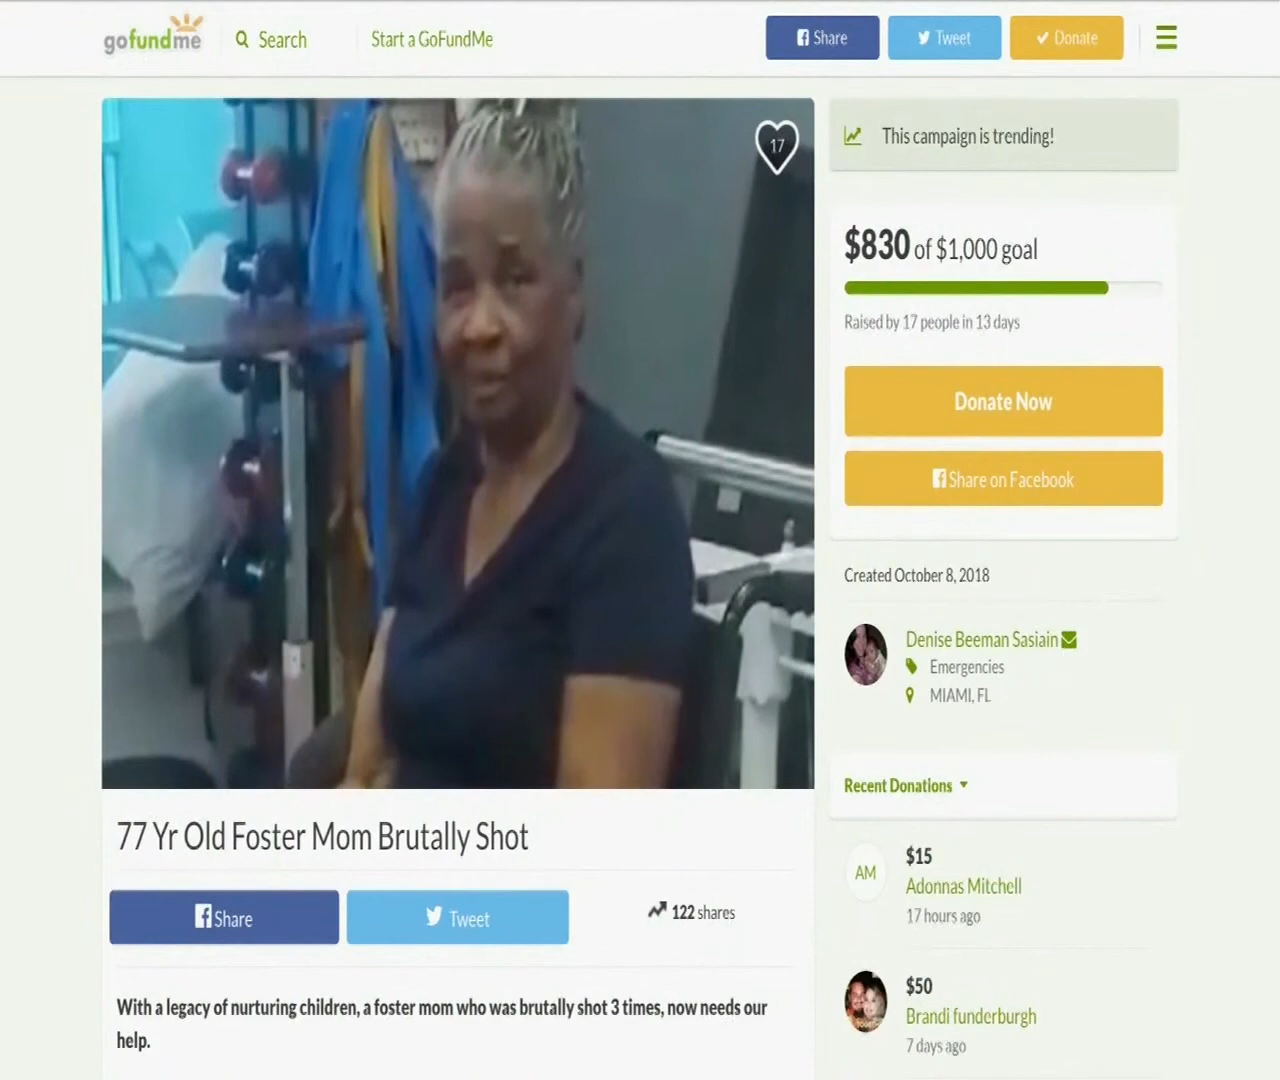 gofundme
Search
Start a GoFundMe
Share
Tweet
Donate
17
This campaign is trending!
$830 of $1,000 goal
Raised by 17 people in 13 days
Donate Now
Share on Facebook
Created October 8, 2018
Denise Beeman Sasiain
Emergencies
MIAMI, FL
Recent Donations
AM
$15
Adonnas Mitchell
17 hours ago
$50
Brandi funderburgh
7 days ago
77 Yr Old Foster Mom Brutally Shot
Share
Tweet
122 shares
With a legacy of nurturing children, a foster mom who was brutally shot 3 times, now needs our
help.